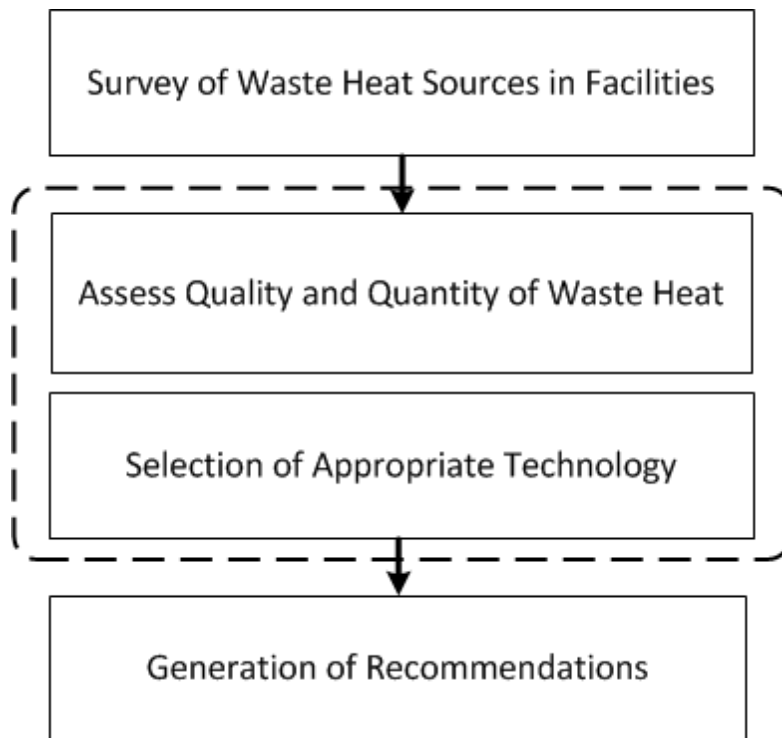 Survey of Waste Heat Sources in Facilities
Assess Quality and Quantity of Waste Heat
Selection of Appropriate Technology
Generation of Recommendations